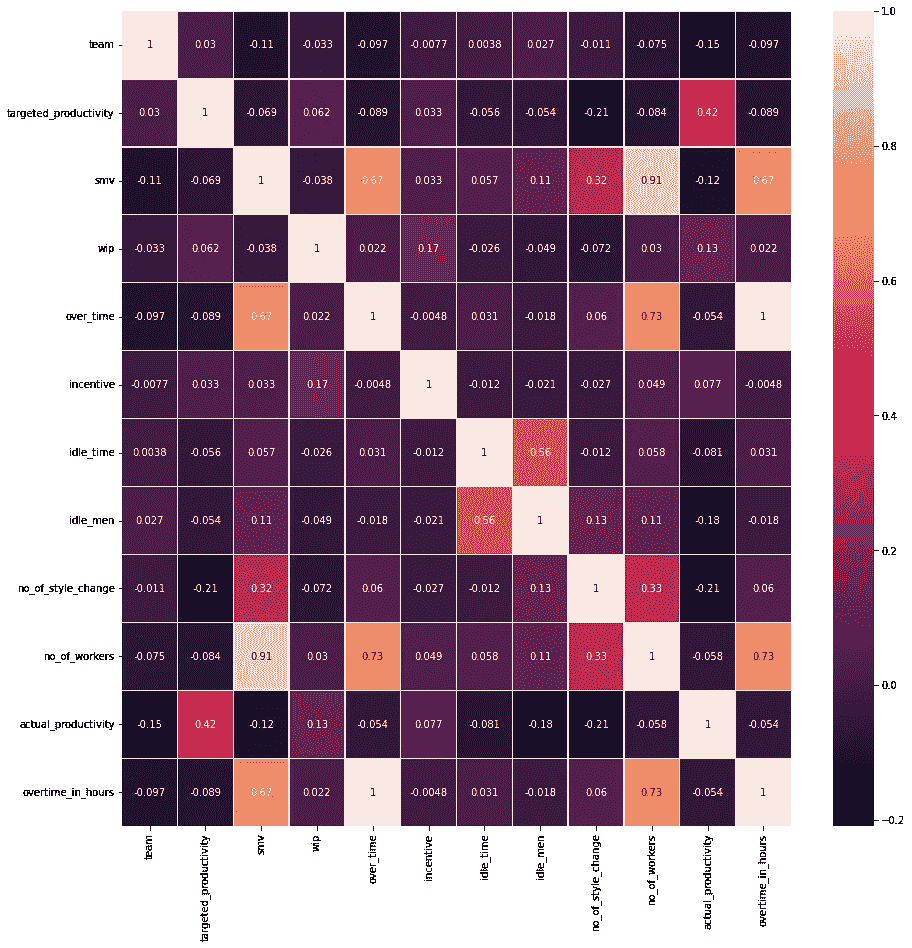 team 1 0.03 -0.11 -0.033 -0.097 -0.0077 0.0038 0.027 -0.011 -0.075 -0.15 -0.097
targeted_productivity 0.03 1 -0.069 0.062 -0.089 0.033 -0.056 -0.054 -0.21 -0.084 0.42 -0.089
smv -0.11 -0.069 1 -0.038 0.67 0.033 0.057 0.11 0.32 0.91 -0.12 0.67
wip -0.033 0.062 -0.038 1 0.022 0.17 -0.026 -0.049 -0.072 0.03 0.13 0.022
over_time -0.097 -0.089 0.67 0.022 1 -0.0048 0.031 -0.018 0.06 0.73 -0.054 1
incentive -0.0077 0.033 0.033 0.17 -0.0048 1 -0.012 -0.021 -0.027 0.049 0.077 -0.0048
idle_time 0.0038 -0.056 0.057 -0.026 0.031 -0.012 1 0.56 -0.012 0.058 -0.081 0.031
idle_men 0.027 -0.054 0.11 -0.049 -0.018 -0.021 0.56 1 0.13 0.11 -0.18 -0.018
no_of_style_change -0.011 -0.21 0.32 -0.072 0.06 -0.027 -0.012 0.13 1 0.33 -0.21 0.06
no_of_workers -0.075 -0.084 0.91 0.03 0.73 0.049 0.058 0.11 0.33 1 -0.058 0.73
actual_productivity -0.15 0.42 -0.12 0.13 -0.054 0.077 -0.081 -0.18 -0.21 -0.058 1 -0.054
overtime_in_hours -0.097 -0.089 0.67 0.022 1 -0.0048 0.031 -0.018 0.06 0.73 -0.054 1
team targeted_productivity smv wip over_time incentive idle_time idle_men no_of_style_change no_of_workers actual_productivity overtime_in_hours
1.0
0.8
0.6
0.4
0.2
0.0
-0.2